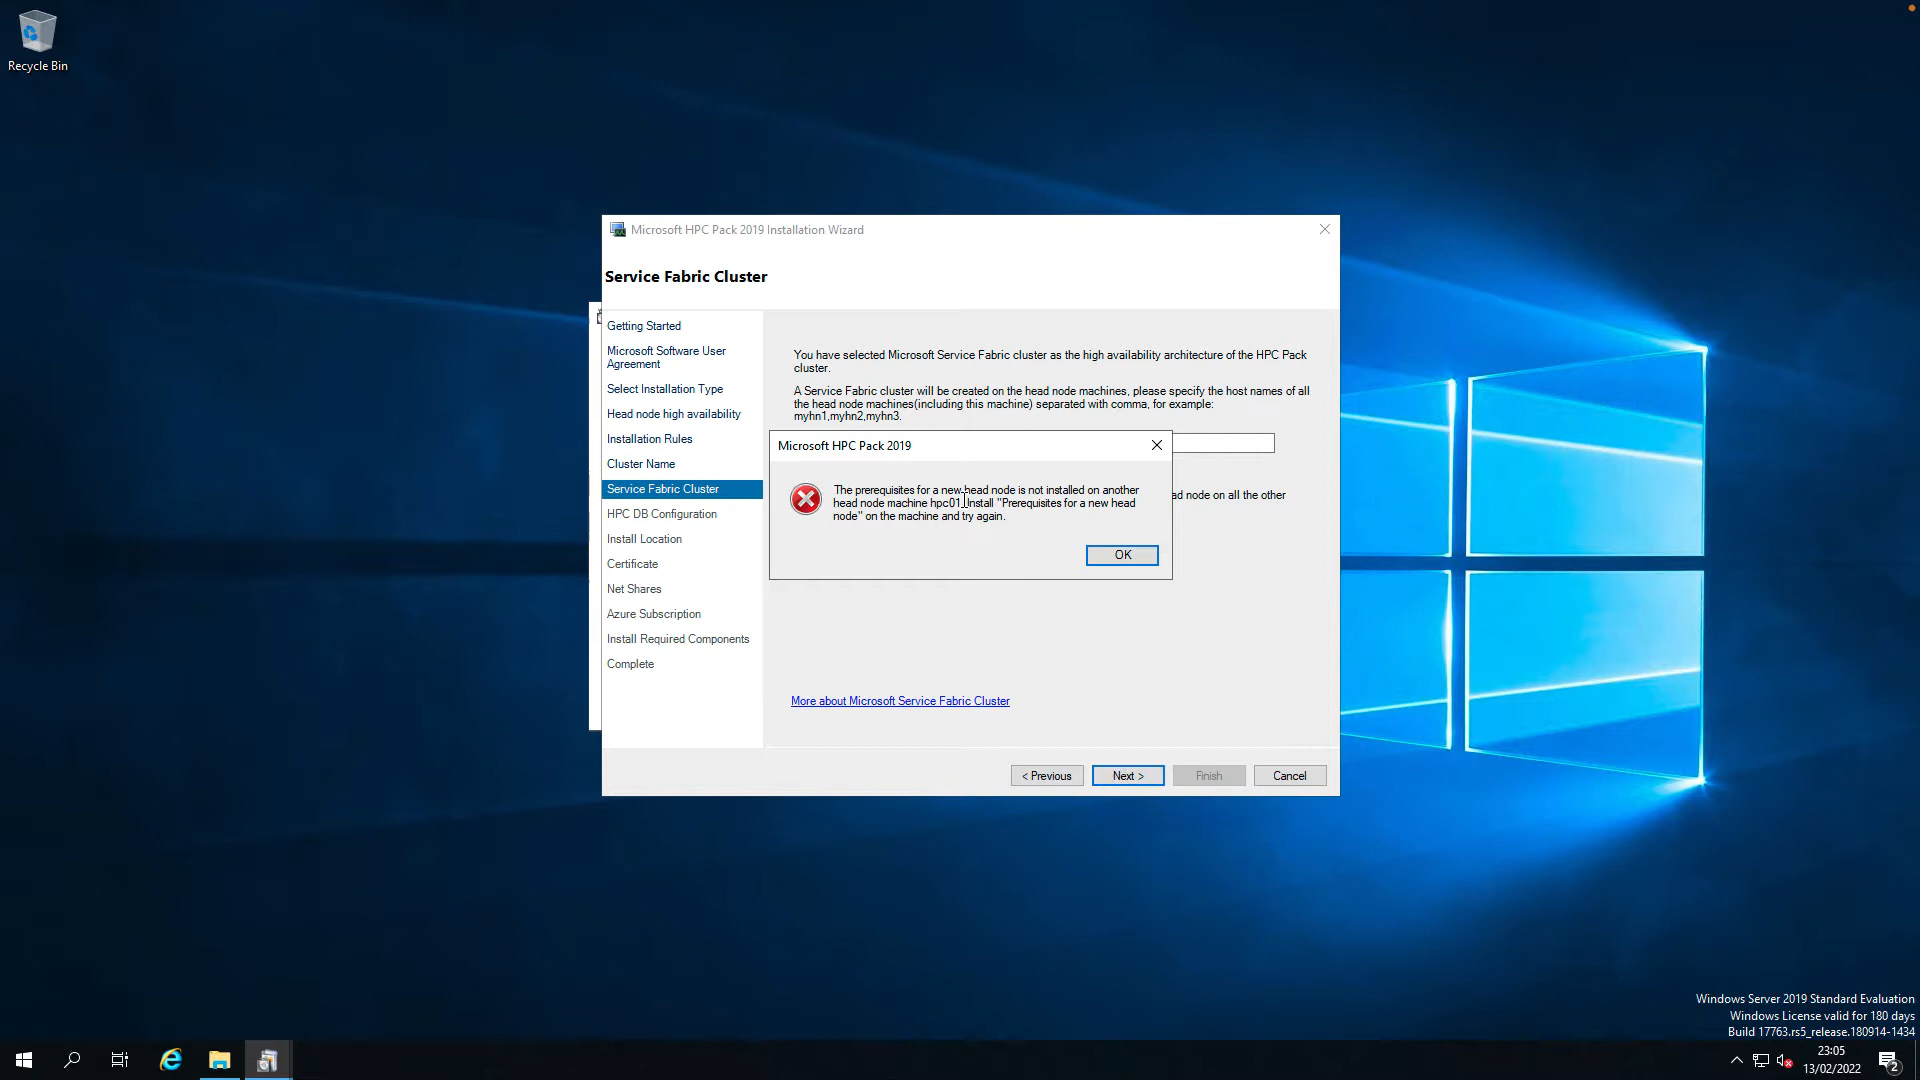 Recycle Bin
Microsoft HPC Pack 2019 Installation Wizard
Service Fabric Cluster
Getting Started
Microsoft Software User
Agreement
Select Installation Type
Head node high availability
Installation Rules
Cluster Name
Service Fabric Cluster
HPC DB Configuration
Install Location
Certificate
Net Shares
Azure Subscription
Install Required Components
Complete
You have selected Microsoft Service Fabric cluster as the high availability architecture of the HPC Pack
cluster.
A Service Fabric cluster will be created on the head node machines, please specify the host names of all
the head node machines(including this machine) separated with comma, for example:
myhn1,myhn2,myhn3.
Microsoft HPC Pack 2019
The prerequisites for a new head node is not installed on another
head node machine hpc01. Install "Prerequisites for a new head
node" on the machine and try again.
OK
ad node on all the other
More about Microsoft Service Fabric Cluster
< Previous
Next >
Finish
Cancel
Windows Server 2019 Standard Evaluation
Windows License valid for 180 days
Build 17763.rs5_release.180914-1434
23:05
13/02/2022
2